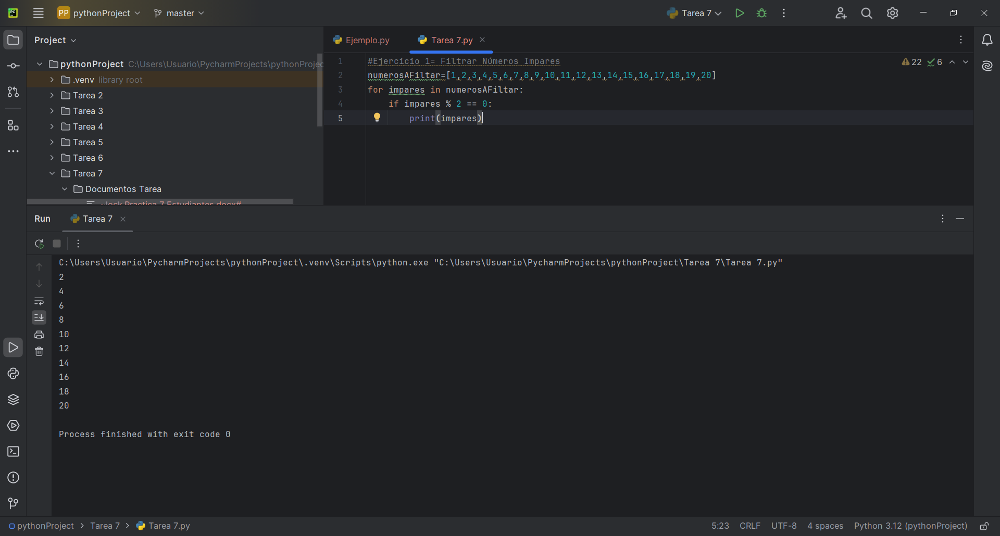 PC
PP pythonProject
master
Tarea 7
Project
pythonProject C:\Users\Usuario\PycharmProjects\pythonProjec
.venv library root
Tarea 2
Tarea 3
Tarea 4
Tarea 5
Tarea 6
Tarea 7
Documentos Tarea
.~lock.Practica 7 Estudiantes.docx#
Ejemplo.py
Tarea 7.py
22 6
1 #Ejercicio 1= Filtrar Números Impares
2 numerosAFiltar=[1,2,3,4,5,6,7,8,9,10,11,12,13,14,15,16,17,18,19,20]
3 for impares in numerosAFiltar:
4 if impares % 2 == 0:
5 print(impares)
Run
Tarea 7
C:\Users\Usuario\PycharmProjects\pythonProject\.venv\Scripts\python.exe "C:\Users\Usuario\PycharmProjects\pythonProject\Tarea 7\Tarea 7.py"
2
4
6
8
10
12
14
16
18
20
Process finished with exit code 0
pythonProject > Tarea 7 > Tarea 7.py
5:23 CRLF UTF-8 4 spaces Python 3.12 (pythonProject)